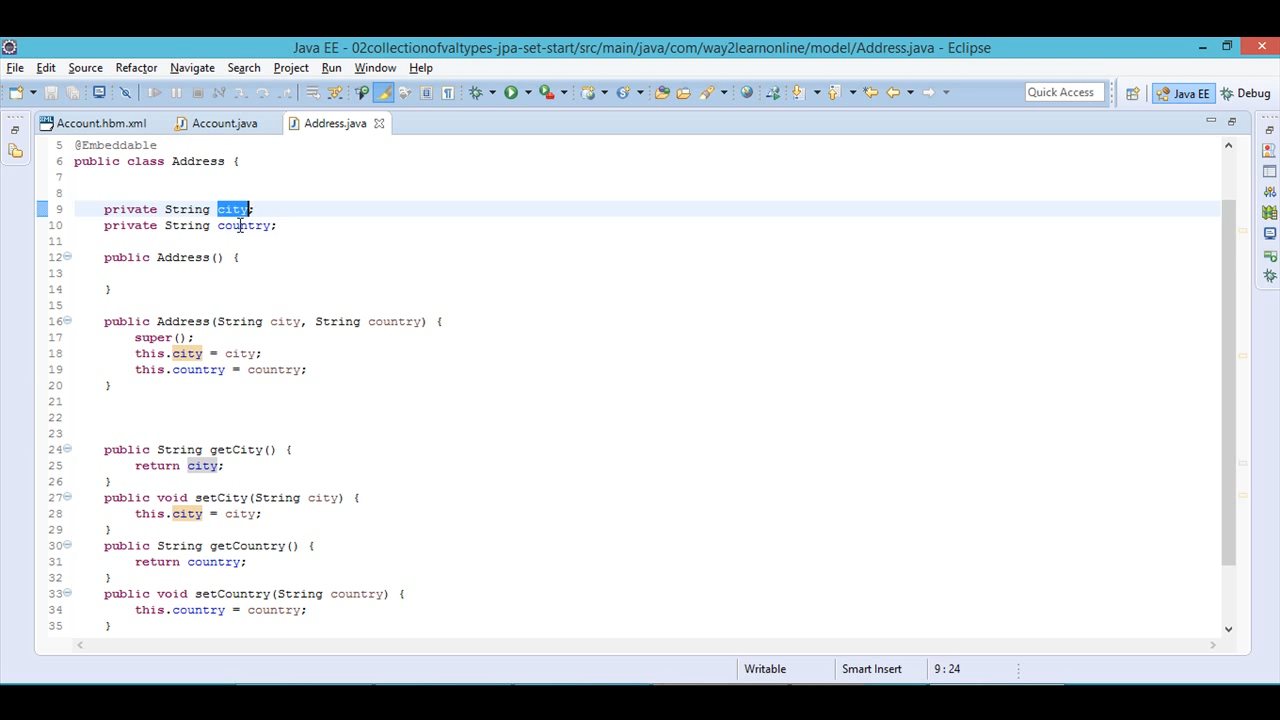 Java EE - 02collectionofvaltypes-jpa-set-start/src/main/java/com/way2learnonline/model/Address.java - Eclipse
File Edit Source Refactor Navigate Search Project Run Window Help
Quick Access Java EE Debug
Account.hbm.xml Account.java Address.java
5 @Embeddable
6 public class Address {
7
8
9 private String city;
10 private String country;
11
12 public Address() {
13
14 }
15
16 public Address(String city, String country) {
17 super();
18 this.city = city;
19 this.country = country;
20 }
21
22
23
24 public String getCity() {
25 return city;
26 }
27 public void setCity(String city) {
28 this.city = city;
29 }
30 public String getCountry() {
31 return country;
32 }
33 public void setCountry(String country) {
34 this.country = country;
35 }
Writable Smart Insert 9 : 24